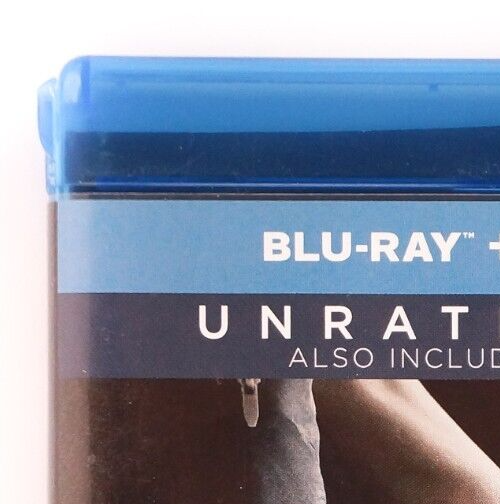 BLU-RAY™ +
UNRAT
ALSO INCLUD